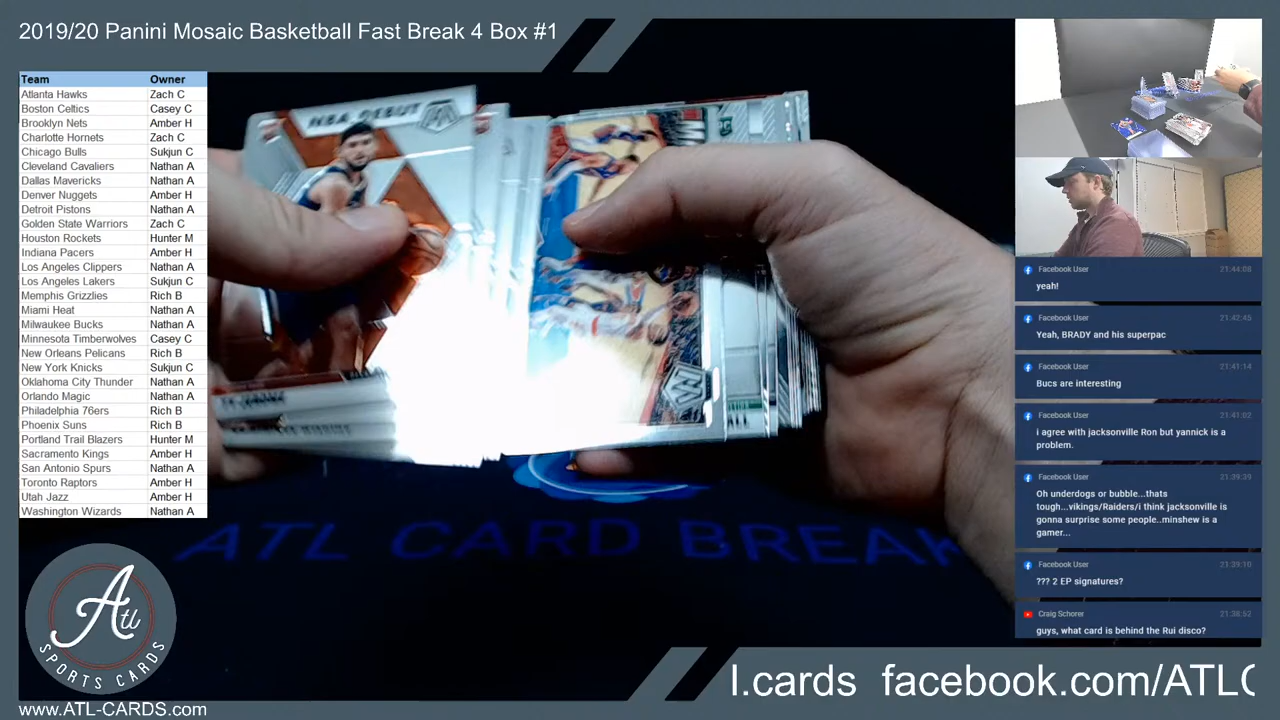 2019/20 Panini Mosaic Basketball Fast Break 4 Box #1
Team Owner
Atlanta Hawks Zach C
Boston Celtics Casey C
Brooklyn Nets Amber H
Charlotte Hornets Zach C
Chicago Bulls Sukjun C
Cleveland Cavaliers Nathan A
Dallas Mavericks Nathan A
Denver Nuggets Amber H
Detroit Pistons Nathan A
Golden State Warriors Zach C
Houston Rockets Hunter M
Indiana Pacers Amber H
Los Angeles Clippers Nathan A
Los Angeles Lakers Sukjun C
Memphis Grizzlies Rich B
Miami Heat Nathan A
Milwaukee Bucks Nathan A
Minnesota Timberwolves Casey C
New Orleans Pelicans Rich B
New York Knicks Sukjun C
Oklahoma City Thunder Nathan A
Orlando Magic Nathan A
Philadelphia 76ers Rich B
Phoenix Suns Rich B
Portland Trail Blazers Hunter M
Sacramento Kings Amber H
San Antonio Spurs Nathan A
Toronto Raptors Amber H
Utah Jazz Amber H
Washington Wizards Nathan A
NBA DEBUT
ATL CARD BREAK
Atl
SPORTS CARDS
www.ATL-CARDS.com
Facebook User 21:44:08
yeah!
Facebook User 21:42:45
Yeah, BRADY and his superpac
Facebook User 21:41:14
Bucs are interesting
Facebook User 21:41:02
i agree with jacksonville Ron but yannick is a
problem.
Facebook User 21:39:39
Oh underdogs or bubble...thats
tough...vikings/Raiders/i think jacksonville is
gonna surprise some people..minshew is a
gamer...
Facebook User 21:39:10
??? 2 EP signatures?
Craig Schorer 21:38:52
guys, what card is behind the Rui disco?
l.cards facebook.com/ATLC